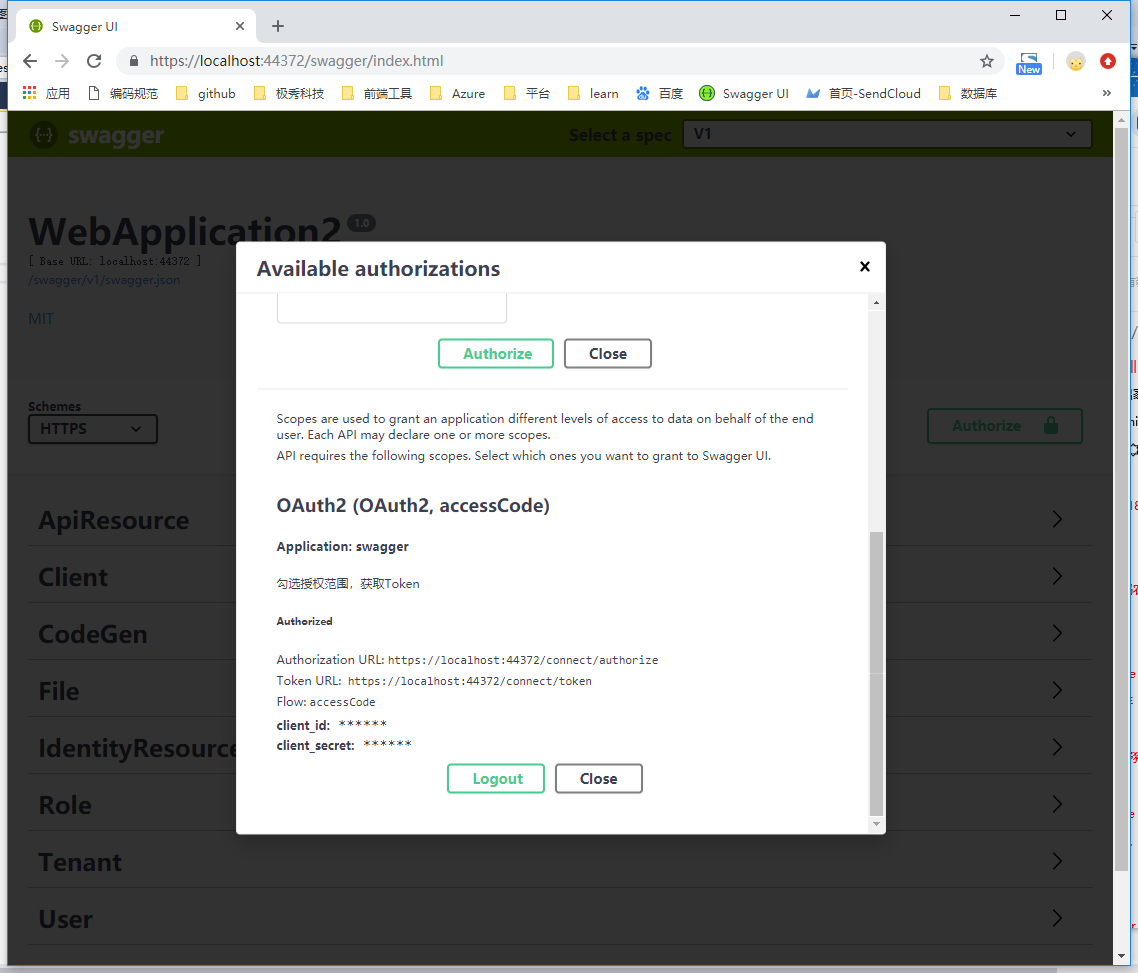 Swagger UI
https://localhost:44372/swagger/index.html
New
应用
编码规范
github
极秀科技
前端工具
Azure
平台
learn
百度
Swagger UI
首页-SendCloud
数据库
»
swagger
Select a spec
V1
WebApplication2
1.0
[ Base URL: localhost:44372 ]
/swagger/v1/swagger.json
MIT
Schemes
HTTPS
Authorize
Available authorizations
Authorize
Close
Scopes are used to grant an application different levels of access to data on behalf of the end
user. Each API may declare one or more scopes.
API requires the following scopes. Select which ones you want to grant to Swagger UI.
OAuth2 (OAuth2, accessCode)
Application: swagger
勾选授权范围，获取Token
Authorized
Authorization URL: https://localhost:44372/connect/authorize
Token URL: https://localhost:44372/connect/token
Flow: accessCode
client_id: ******
client_secret: ******
Logout
Close
ApiResource
Client
CodeGen
File
IdentityResource
Role
Tenant
User